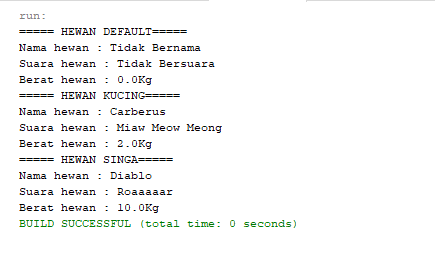 run:
===== HEWAN DEFAULT=====
Nama hewan : Tidak Bernama
Suara hewan : Tidak Bersuara
Berat hewan : 0.0Kg
===== HEWAN KUCING=====
Nama hewan : Carberus
Suara hewan : Miaw Meow Meong
Berat hewan : 2.0Kg
===== HEWAN SINGA=====
Nama hewan : Diablo
Suara hewan : Roaaaaar
Berat hewan : 10.0Kg
BUILD SUCCESSFUL (total time: 0 seconds)